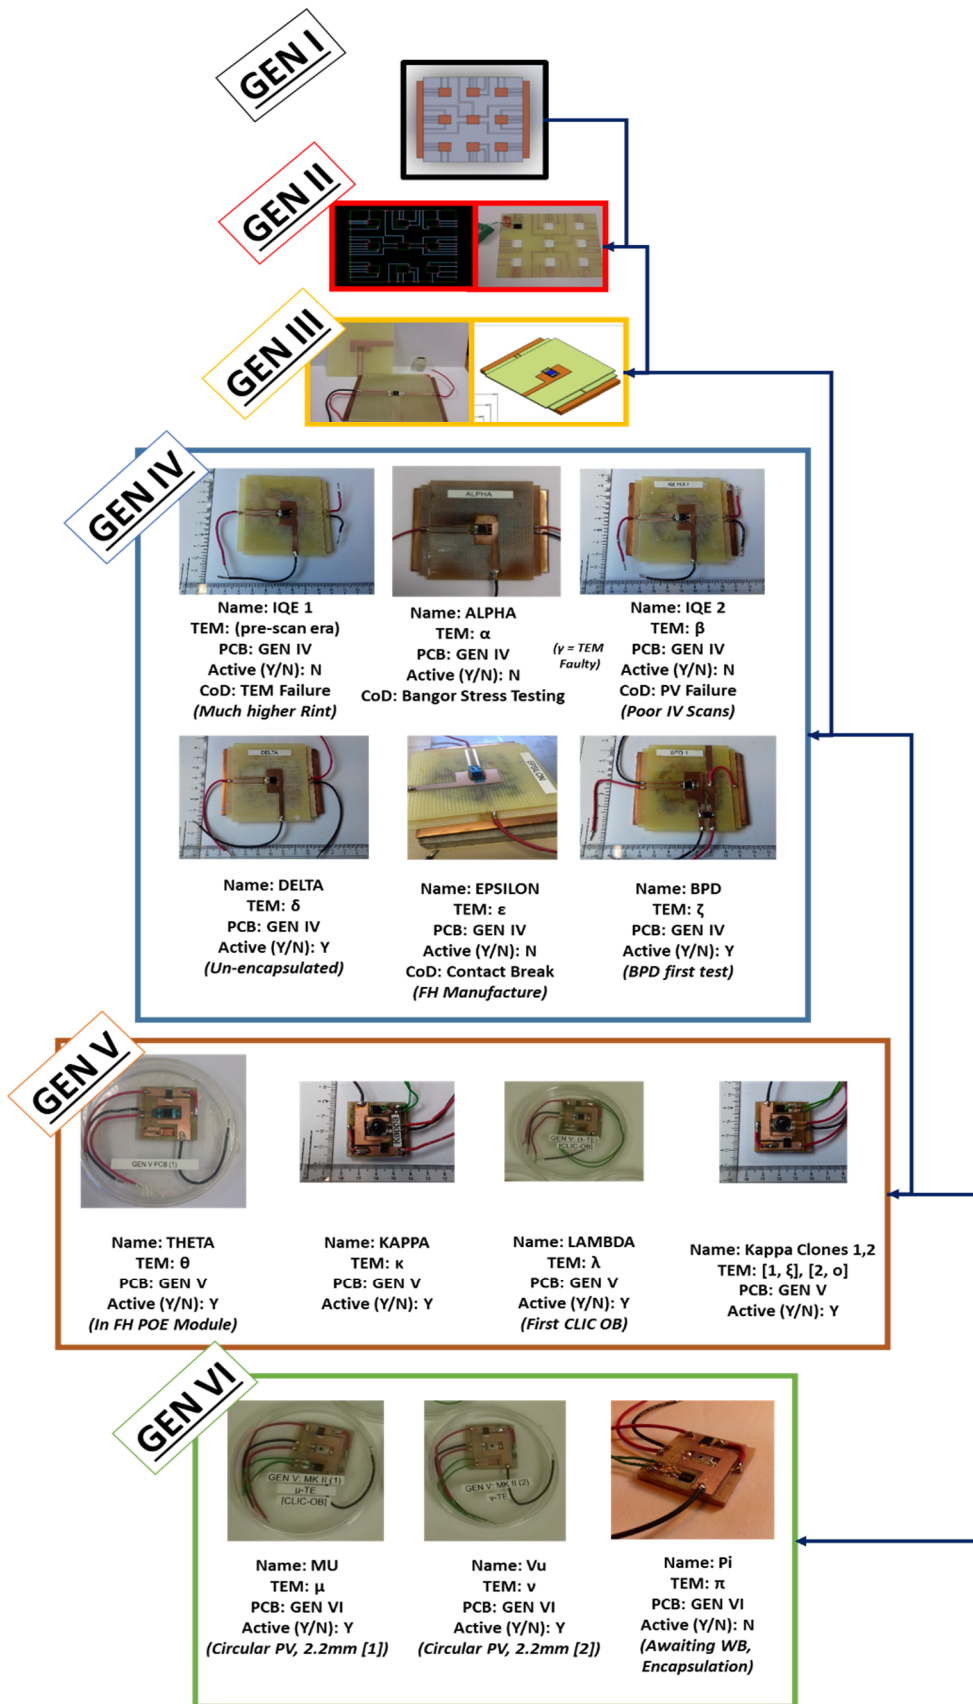 GEN I
GEN II
GEN III
GEN IV
ALPHA
Name: IQE 1
TEM: (pre-scan era)
PCB: GEN IV
Active (Y/N): N
CoD: TEM Failure
(Much higher Rint)
Name: ALPHA
TEM: α
PCB: GEN IV
Active (Y/N): N
CoD: Bangor Stress Testing
(γ = TEM
Faulty)
Name: IQE 2
TEM: β
PCB: GEN IV
Active (Y/N): N
CoD: PV Failure
(Poor IV Scans)
DELTA
EPSILON
BPD 1
Name: DELTA
TEM: δ
PCB: GEN IV
Active (Y/N): Y
(Un-encapsulated)
Name: EPSILON
TEM: ε
PCB: GEN IV
Active (Y/N): N
CoD: Contact Break
(FH Manufacture)
Name: BPD
TEM: ζ
PCB: GEN IV
Active (Y/N): Y
(BPD first test)
GEN V
GEN V PCB (1)
KAPPA
GEN V: (λ-TE)
[CLIC-OB]
Name: THETA
TEM: θ
PCB: GEN V
Active (Y/N): Y
(In FH POE Module)
Name: KAPPA
TEM: κ
PCB: GEN V
Active (Y/N): Y
Name: LAMBDA
TEM: λ
PCB: GEN V
Active (Y/N): Y
(First CLIC OB)
Name: Kappa Clones 1,2
TEM: [1, ξ], [2, ο]
PCB: GEN V
Active (Y/N): Y
GEN VI
GEN V: MK II (1)
μ-TE
[CLIC-OB]
GEN V: MK II (2)
ν-TE
Name: MU
TEM: μ
PCB: GEN VI
Active (Y/N): Y
(Circular PV, 2.2mm [1])
Name: Vu
TEM: ν
PCB: GEN VI
Active (Y/N): Y
(Circular PV, 2.2mm [2])
Name: Pi
TEM: π
PCB: GEN VI
Active (Y/N): N
(Awaiting WB,
Encapsulation)